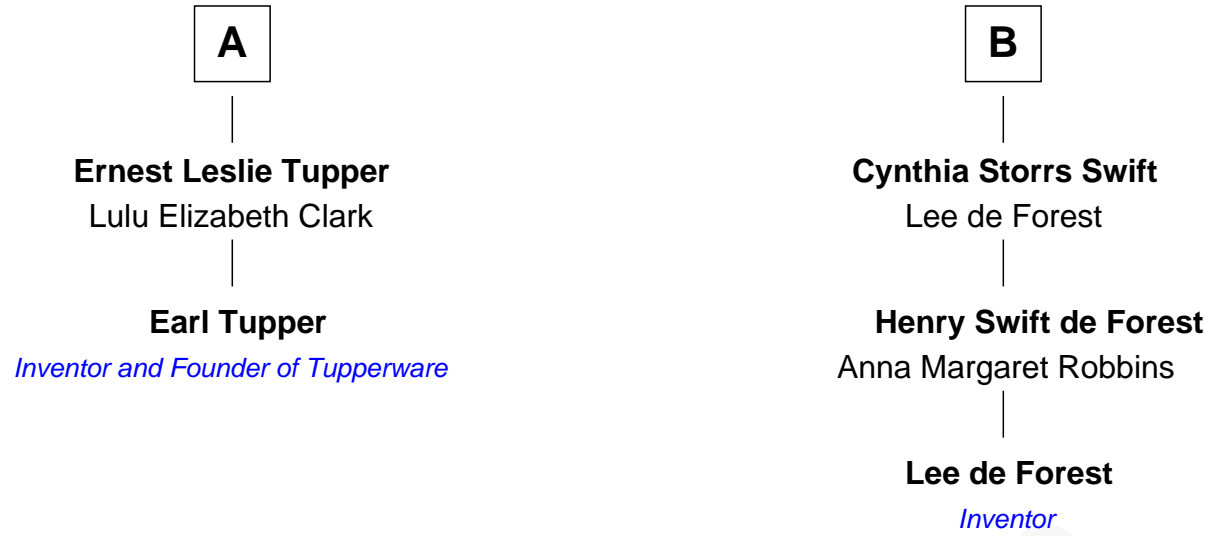 A
Ernest Leslie Tupper
Lulu Elizabeth Clark
Earl Tupper
Inventor and Founder of Tupperware
B
Cynthia Storrs Swift
Lee de Forest
Henry Swift de Forest
Anna Margaret Robbins
Lee de Forest
Inventor